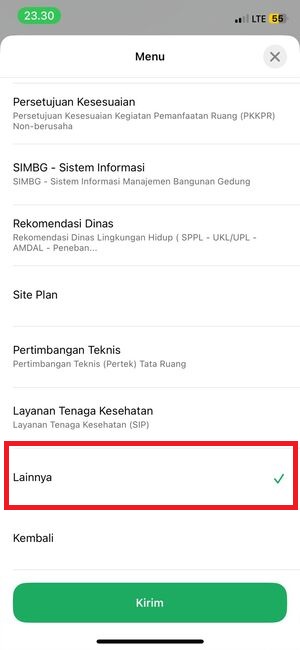 23.30
LTE 55
Menu
Persetujuan Kesesuaian
Persetujuan Kesesuaian Kegiatan Pemanfaatan Ruang (PKKPR)
Non-berusaha
SIMBG - Sistem Informasi
SIMBG - Sistem Informasi Manajemen Bangunan Gedung
Rekomendasi Dinas
Rekomendasi Dinas Lingkungan Hidup ( SPPL - UKL/UPL -
AMDAL - Peneban...
Site Plan
Pertimbangan Teknis
Pertimbangan Teknis (Pertek) Tata Ruang
Layanan Tenaga Kesehatan
Layanan Tenaga Kesehatan (SIP)
Lainnya
Kembali
Kirim